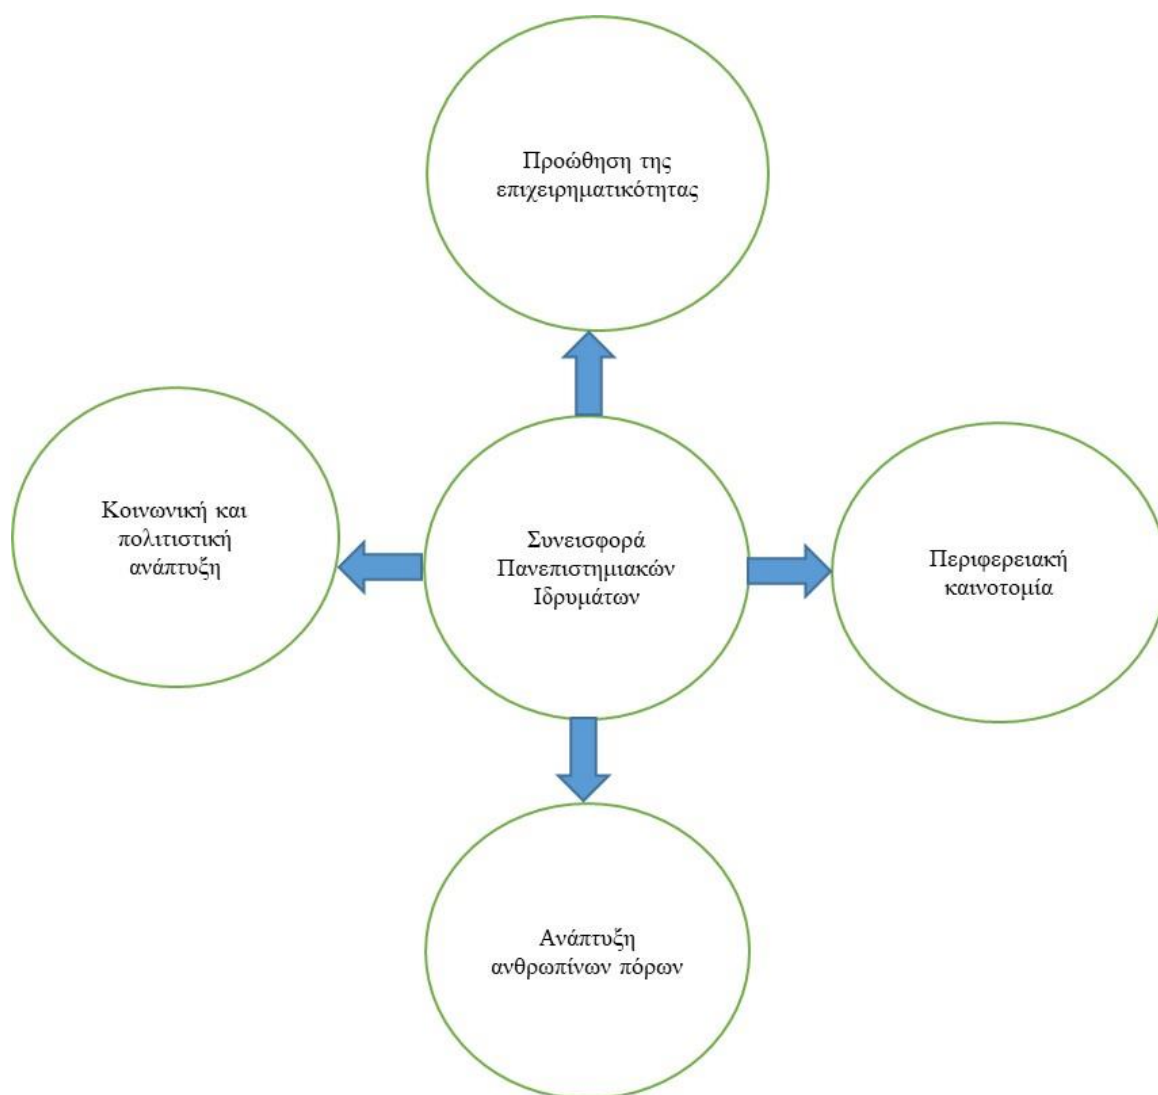 Προώθηση της
επιχειρηματικότητας
Κοινωνική και
πολιτιστική
ανάπτυξη
Συνεισφορά
Πανεπιστημιακών
Ιδρυμάτων
Περιφερειακή
καινοτομία
Ανάπτυξη
ανθρωπίνων πόρων